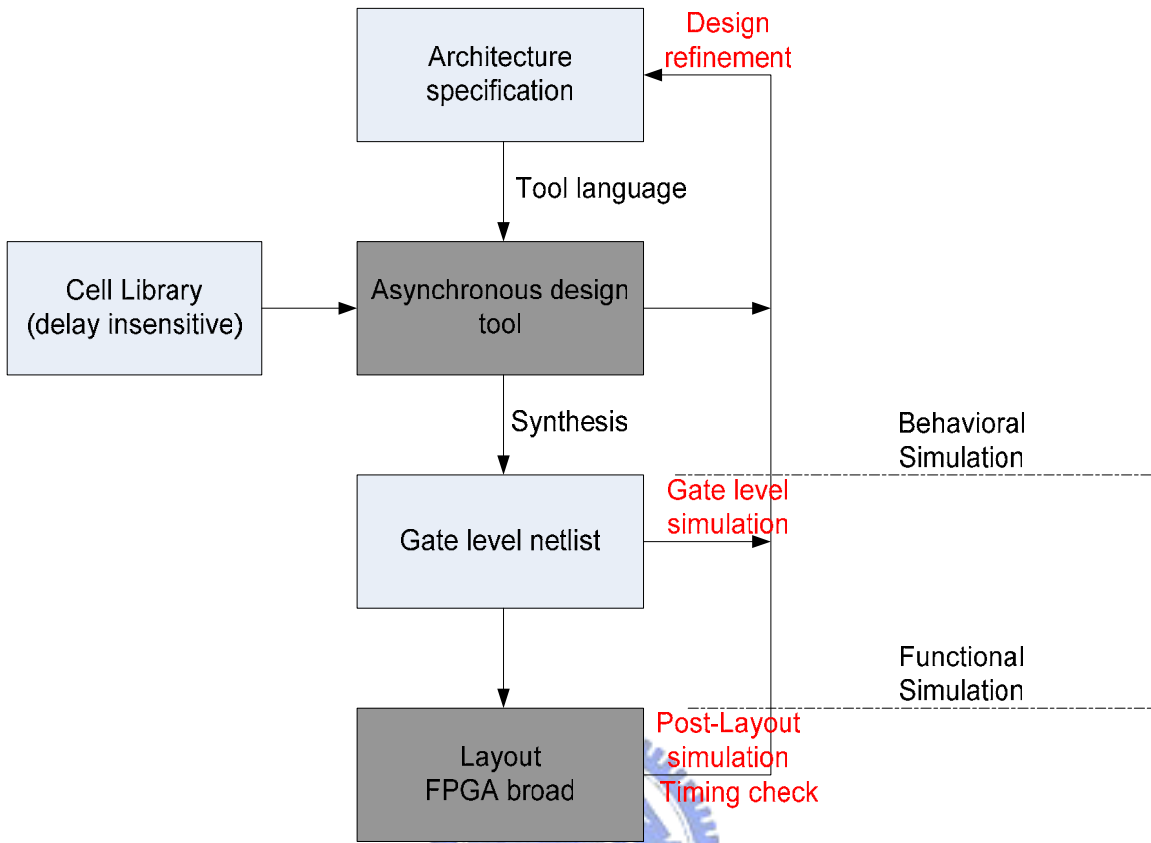 Architecture
specification
Design
refinement
Tool language
Cell Library
(delay insensitive)
Asynchronous design
tool
Synthesis
Behavioral
Simulation
Gate level netlist
Gate level
simulation
Functional
Simulation
Layout
FPGA broad
Post-Layout
simulation
Timing check